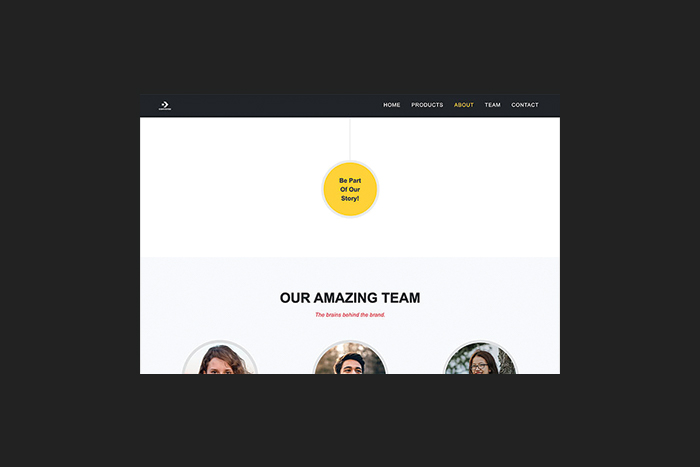 HOME PRODUCTS ABOUT TEAM CONTACT
Be Part
Of Our
Story!
OUR AMAZING TEAM
The brains behind the brand.